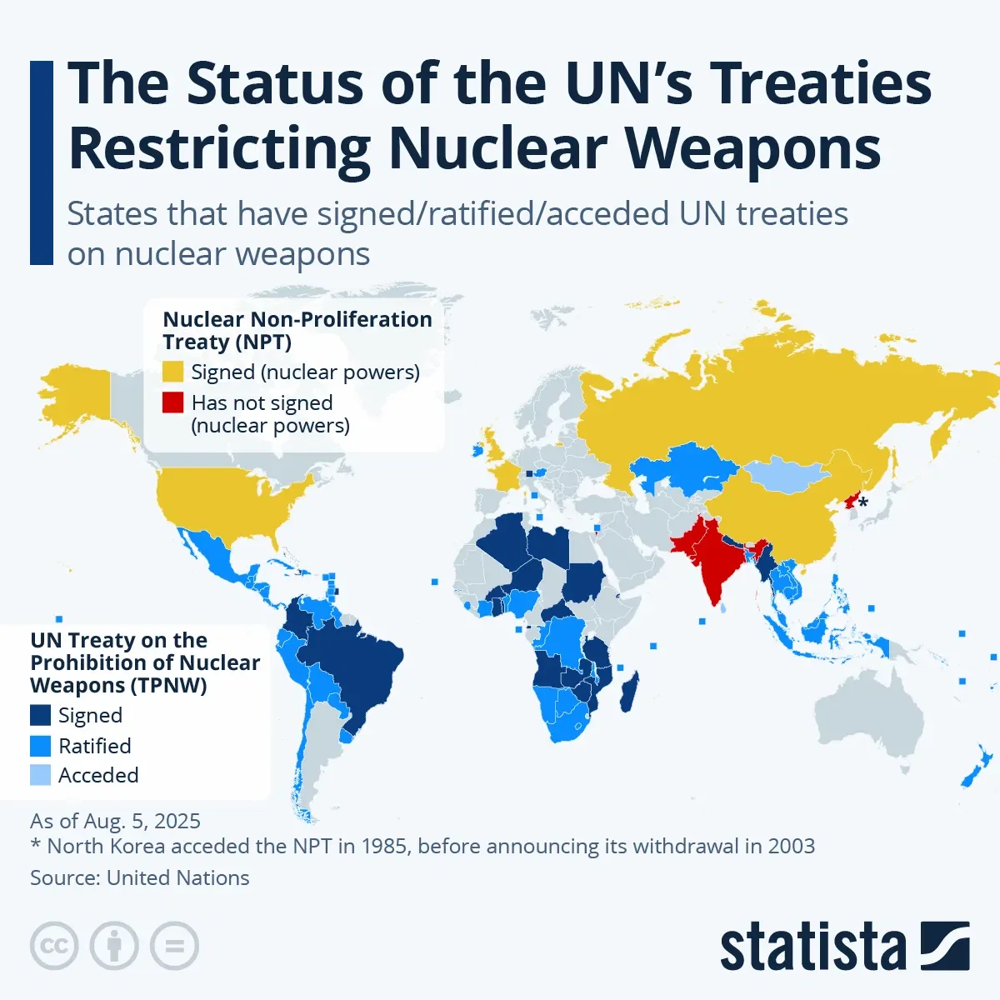 The Status of the UN’s Treaties
Restricting Nuclear Weapons
States that have signed/ratified/acceded UN treaties
on nuclear weapons
Nuclear Non-Proliferation
Treaty (NPT)
Signed (nuclear powers)
Has not signed
(nuclear powers)
*
UN Treaty on the
Prohibition of Nuclear
Weapons (TPNW)
Signed
Ratified
Acceded
As of Aug. 5, 2025
* North Korea acceded the NPT in 1985, before announcing its withdrawal in 2003
Source: United Nations
cc
statista